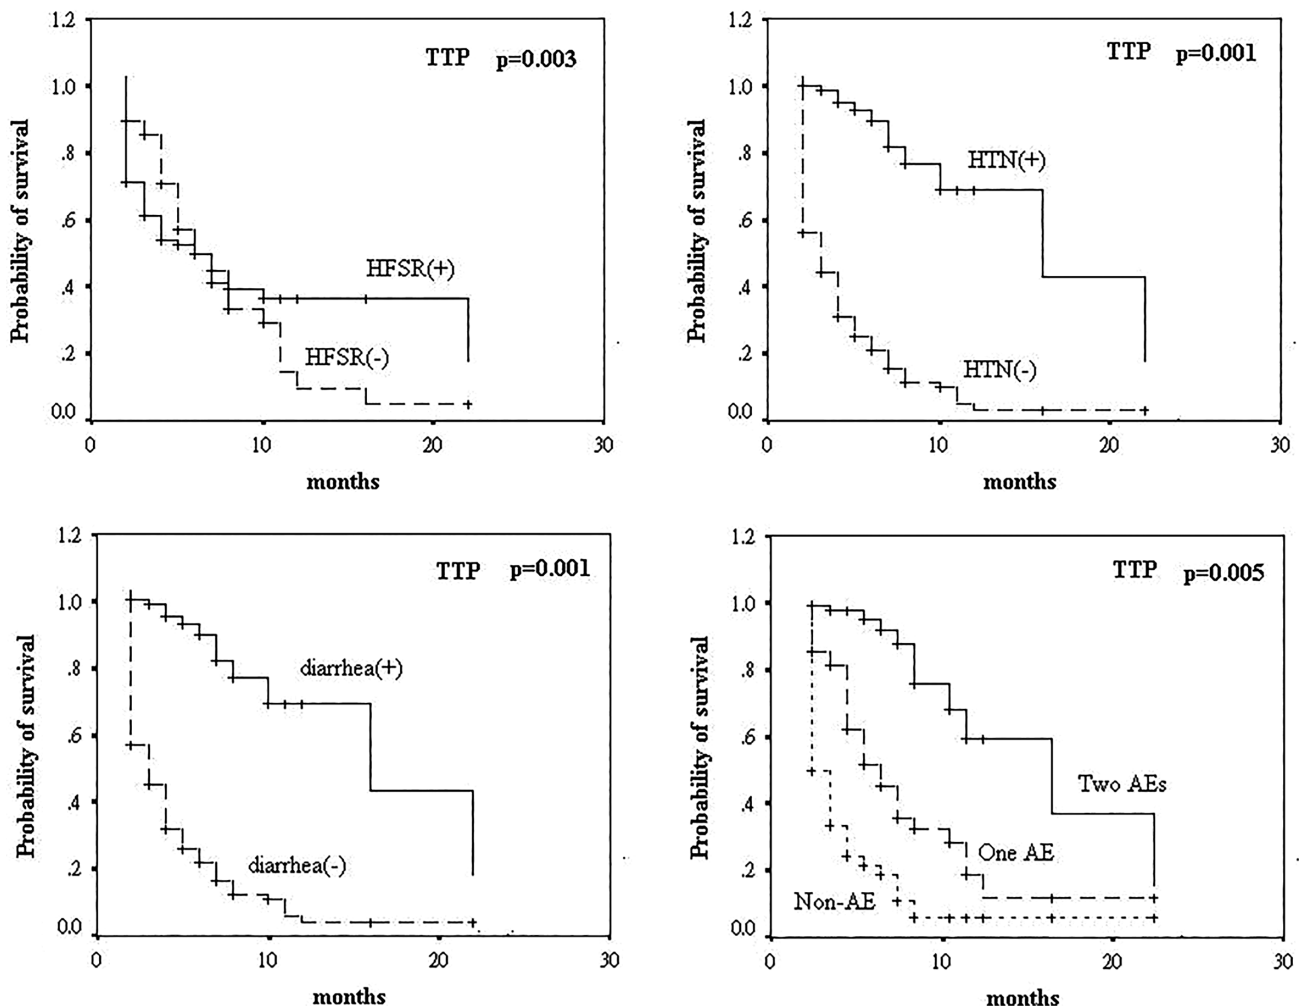 1.2
TTP p=0.003
1.0
.8
.6
.4
.2
0.0
Probability of survival
HFSR(+)
HFSR(-)
0 10 20 30
months
1.2
TTP p=0.001
1.0
.8
.6
.4
.2
0.0
Probability of survival
HTN(+)
HTN(-)
0 10 20 30
months
1.2
TTP p=0.001
1.0
.8
.6
.4
.2
0.0
Probability of survival
diarrhea(+)
diarrhea(-)
0 10 20 30
months
1.2
TTP p=0.005
1.0
.8
.6
.4
.2
0.0
Probability of survival
Two AEs
One AE
Non-AE
0 10 20 30
months